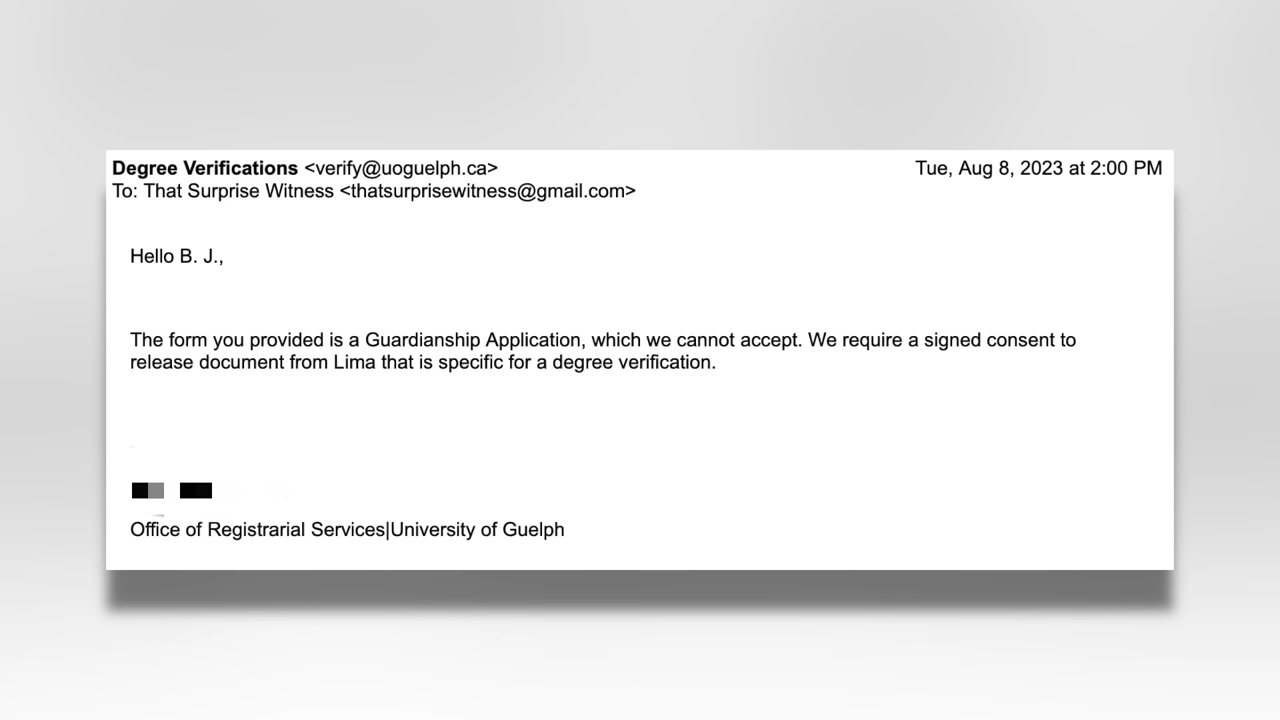 Degree Verifications <verify@uoguelph.ca> Tue, Aug 8, 2023 at 2:00 PM
To: That Surprise Witness <thatsurprisewitness@gmail.com>
Hello B. J.,
The form you provided is a Guardianship Application, which we cannot accept. We require a signed consent to
release document from Lima that is specific for a degree verification.
Office of Registrarial Services|University of Guelph